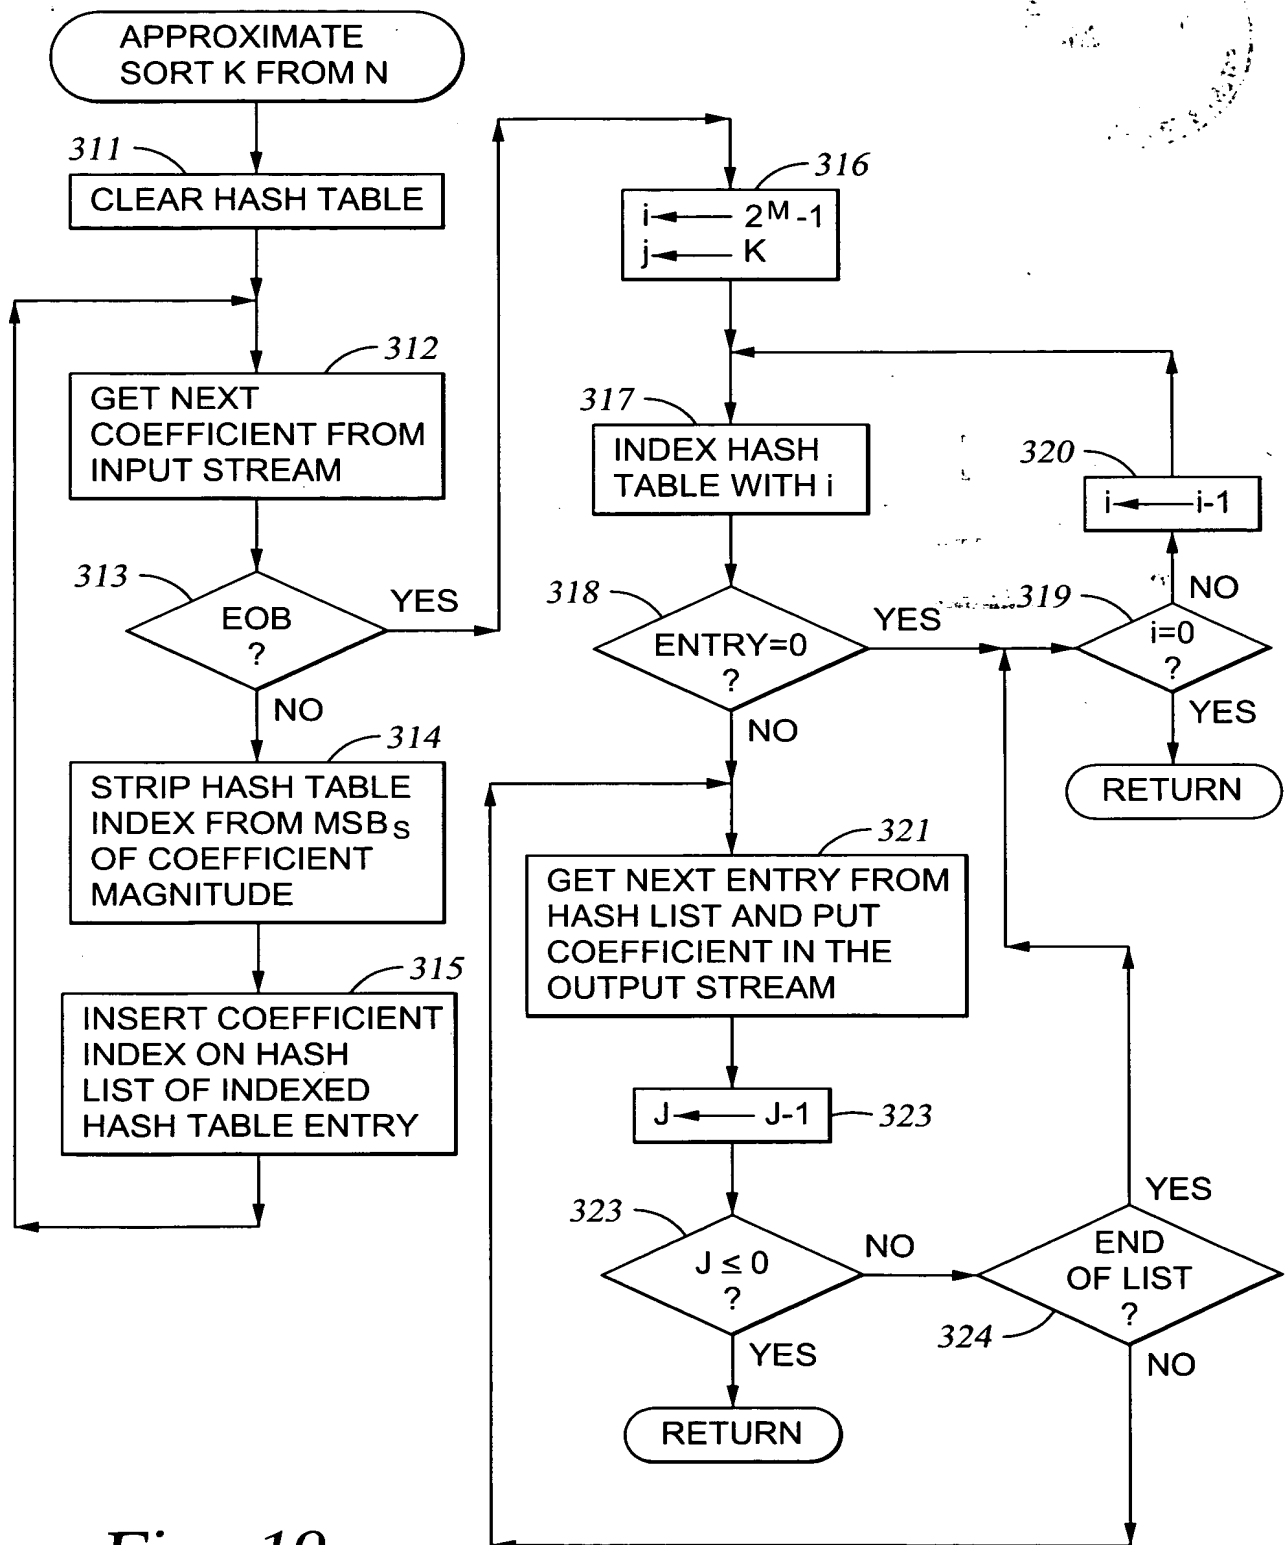 APPROXIMATE
SORT K FROM N
311
CLEAR HASH TABLE
312
GET NEXT
COEFFICIENT FROM
INPUT STREAM
313
EOB
?
YES
NO
314
STRIP HASH TABLE
INDEX FROM MSBS
OF COEFFICIENT
MAGNITUDE
315
INSERT COEFFICIENT
INDEX ON HASH
LIST OF INDEXED
HASH TABLE ENTRY
316
i ← 2^M -1
j ← K
317
INDEX HASH
TABLE WITH i
318
ENTRY=0
?
YES
NO
319
i=0
?
NO
YES
320
i ← i-1
RETURN
321
GET NEXT ENTRY FROM
HASH LIST AND PUT
COEFFICIENT IN THE
OUTPUT STREAM
J ← J-1
323
323
J ≤ 0
?
NO
YES
RETURN
324
END
OF LIST
?
YES
NO